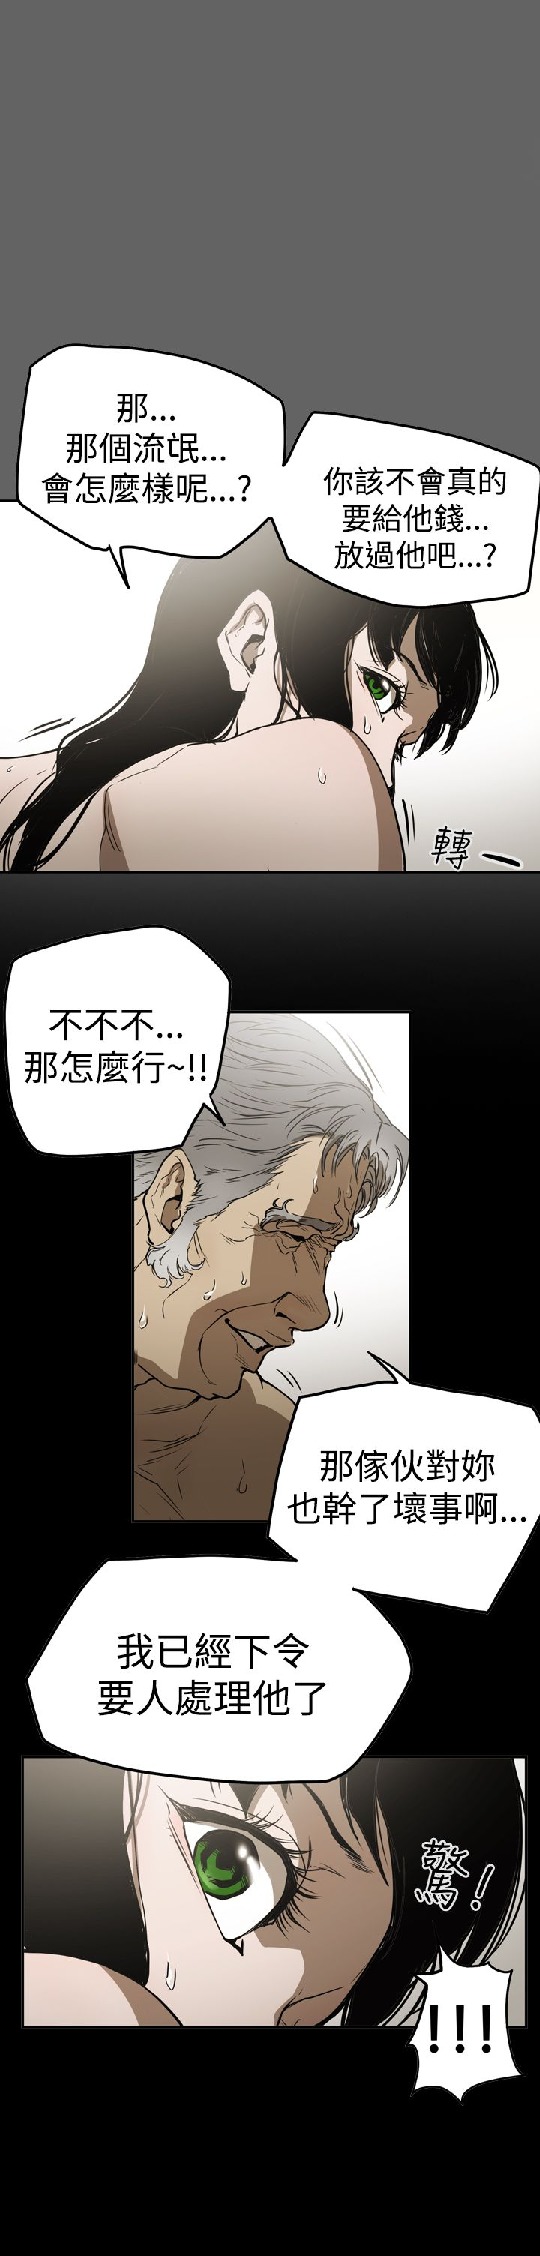 那...
那個流氓...
會怎麼樣呢...?
你該不會真的
要給他錢...
放過他吧...?
轉一
不不不...
那怎麼行~!!
那傢伙對妳
也幹了壞事啊...
我已經下令
要人處理他了
驚!
!!!